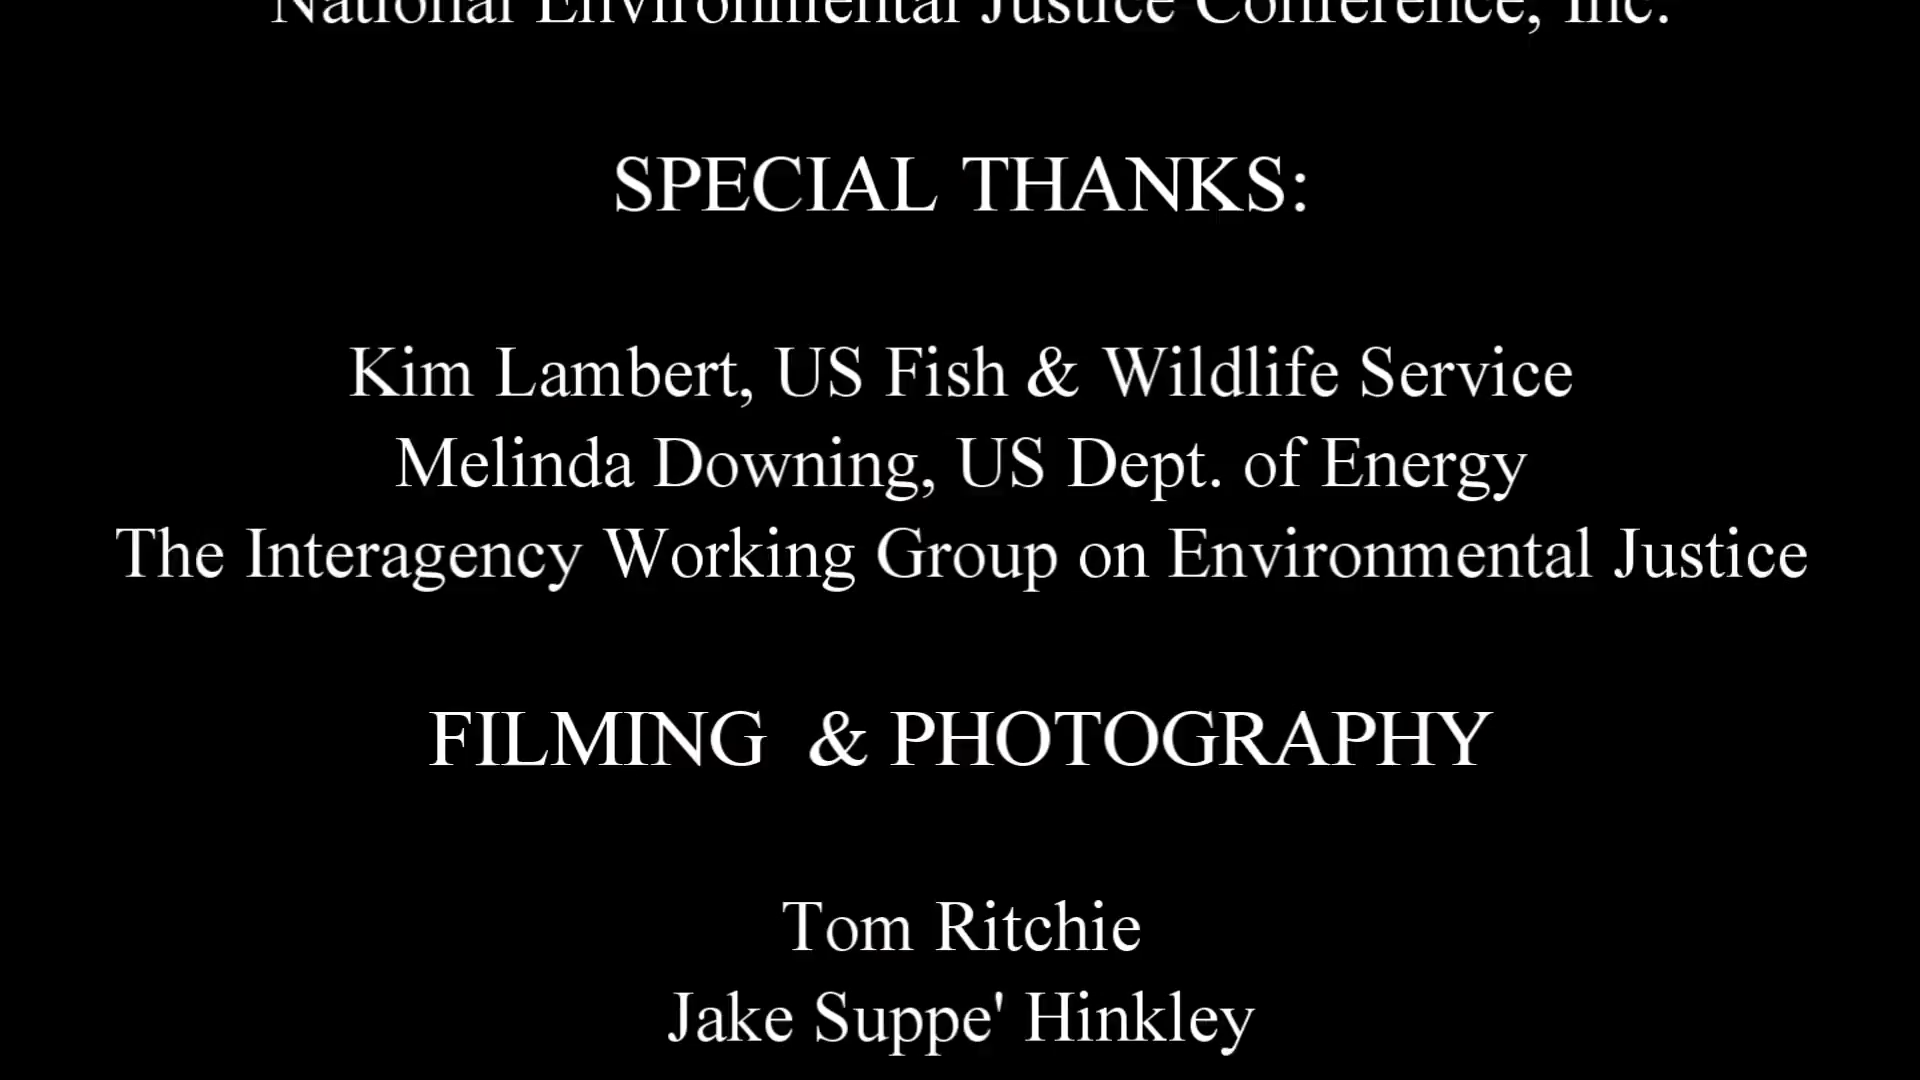 National Environmental Justice Conference, Inc.
SPECIAL THANKS:
Kim Lambert, US Fish & Wildlife Service
Melinda Downing, US Dept. of Energy
The Interagency Working Group on Environmental Justice
FILMING & PHOTOGRAPHY
Tom Ritchie
Jake Suppe' Hinkley